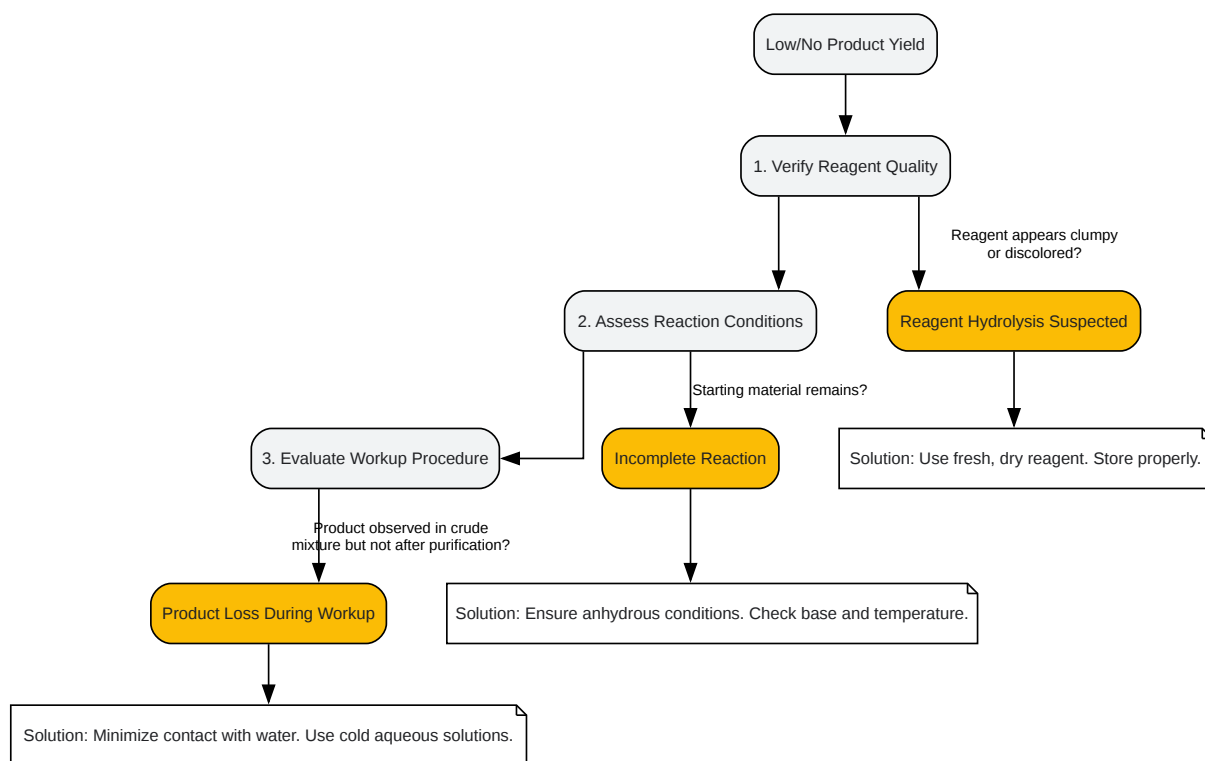 Low/No Product Yield
1. Verify Reagent Quality
Reagent appears clumpy
or discolored?
2. Assess Reaction Conditions
Reagent Hydrolysis Suspected
Starting material remains?
3. Evaluate Workup Procedure
Incomplete Reaction
Solution: Use fresh, dry reagent. Store properly.
Product observed in crude
mixture but not after purification?
Product Loss During Workup
Solution: Ensure anhydrous conditions. Check base and temperature.
Solution: Minimize contact with water. Use cold aqueous solutions.